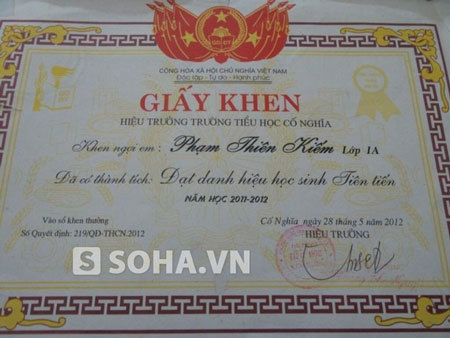 CỘNG HÒA XÃ HỘI CHỦ NGHĨA VIỆT NAM
Độc lập - Tự do - Hạnh phúc
GIẤY KHEN
HIỆU TRƯỞNG TRƯỜNG TIỂU HỌC CỔ NGHĨA
Khen ngợi em : Phạm Thiên Kiếm Lớp 1A
Đã có thành tích: Đạt danh hiệu học sinh Tiên tiến
NĂM HỌC 2011-2012
Vào sổ khen thưởng
Cổ Nghĩa, ngày 28 tháng 5 năm 2012
Số Quyết định: 219/QĐ-THCN.2012
HIỆU TRƯỞNG
S SOHA.VN